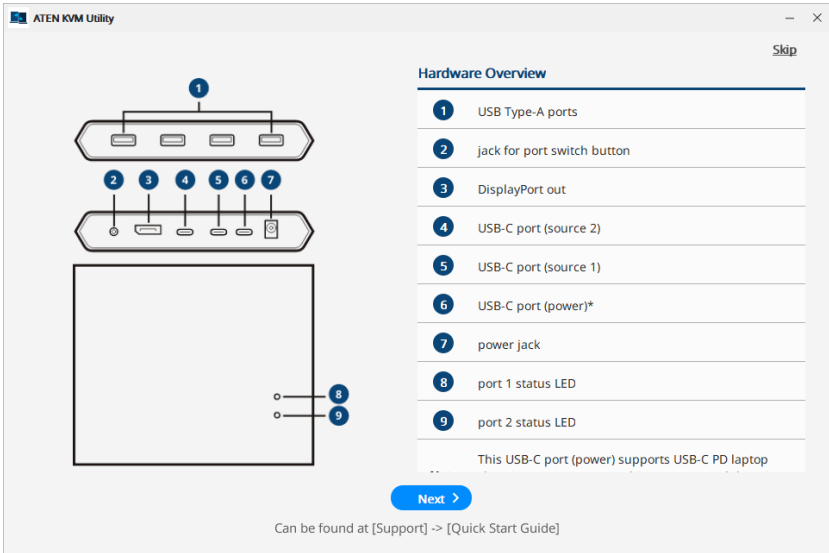 ATEN KVM Utility
Skip
Hardware Overview
1
1 USB Type-A ports
2 jack for port switch button
3 DisplayPort out
2 3 4 5 6 7
4 USB-C port (source 2)
5 USB-C port (source 1)
6 USB-C port (power)*
7 power jack
8 port 1 status LED
8
9 port 2 status LED
9
This USB-C port (power) supports USB-C PD laptop
Next
Can be found at [Support] -> [Quick Start Guide]